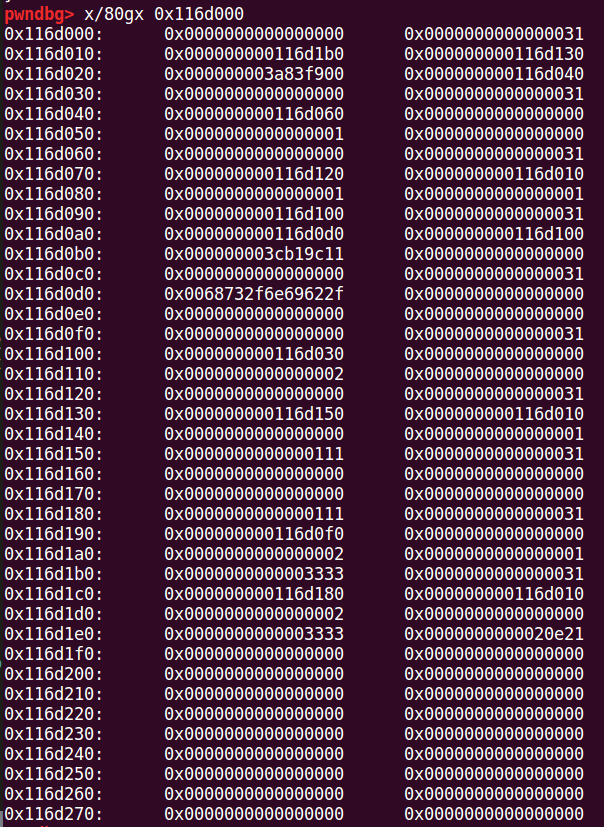 pwndbg> x/80gx 0x116d000
0x116d000: 0x0000000000000000 0x0000000000000031
0x116d010: 0x000000000116d1b0 0x000000000116d130
0x116d020: 0x000000003a83f900 0x000000000116d040
0x116d030: 0x0000000000000000 0x0000000000000031
0x116d040: 0x000000000116d060 0x0000000000000000
0x116d050: 0x0000000000000001 0x0000000000000000
0x116d060: 0x0000000000000000 0x0000000000000031
0x116d070: 0x000000000116d120 0x000000000116d010
0x116d080: 0x0000000000000001 0x0000000000000001
0x116d090: 0x000000000116d100 0x0000000000000031
0x116d0a0: 0x000000000116d0d0 0x000000000116d100
0x116d0b0: 0x000000003cb19c11 0x0000000000000000
0x116d0c0: 0x0000000000000000 0x0000000000000031
0x116d0d0: 0x0068732f6e69622f 0x0000000000000000
0x116d0e0: 0x0000000000000000 0x0000000000000000
0x116d0f0: 0x0000000000000000 0x0000000000000031
0x116d100: 0x000000000116d030 0x0000000000000000
0x116d110: 0x0000000000000002 0x0000000000000000
0x116d120: 0x0000000000000000 0x0000000000000031
0x116d130: 0x000000000116d150 0x000000000116d010
0x116d140: 0x0000000000000000 0x0000000000000001
0x116d150: 0x0000000000000111 0x0000000000000031
0x116d160: 0x0000000000000000 0x0000000000000000
0x116d170: 0x0000000000000000 0x0000000000000000
0x116d180: 0x0000000000000111 0x0000000000000031
0x116d190: 0x000000000116d0f0 0x0000000000000000
0x116d1a0: 0x0000000000000002 0x0000000000000001
0x116d1b0: 0x0000000000003333 0x0000000000000031
0x116d1c0: 0x000000000116d180 0x000000000116d010
0x116d1d0: 0x0000000000000002 0x0000000000000000
0x116d1e0: 0x0000000000003333 0x0000000000020e21
0x116d1f0: 0x0000000000000000 0x0000000000000000
0x116d200: 0x0000000000000000 0x0000000000000000
0x116d210: 0x0000000000000000 0x0000000000000000
0x116d220: 0x0000000000000000 0x0000000000000000
0x116d230: 0x0000000000000000 0x0000000000000000
0x116d240: 0x0000000000000000 0x0000000000000000
0x116d250: 0x0000000000000000 0x0000000000000000
0x116d260: 0x0000000000000000 0x0000000000000000
0x116d270: 0x0000000000000000 0x0000000000000000